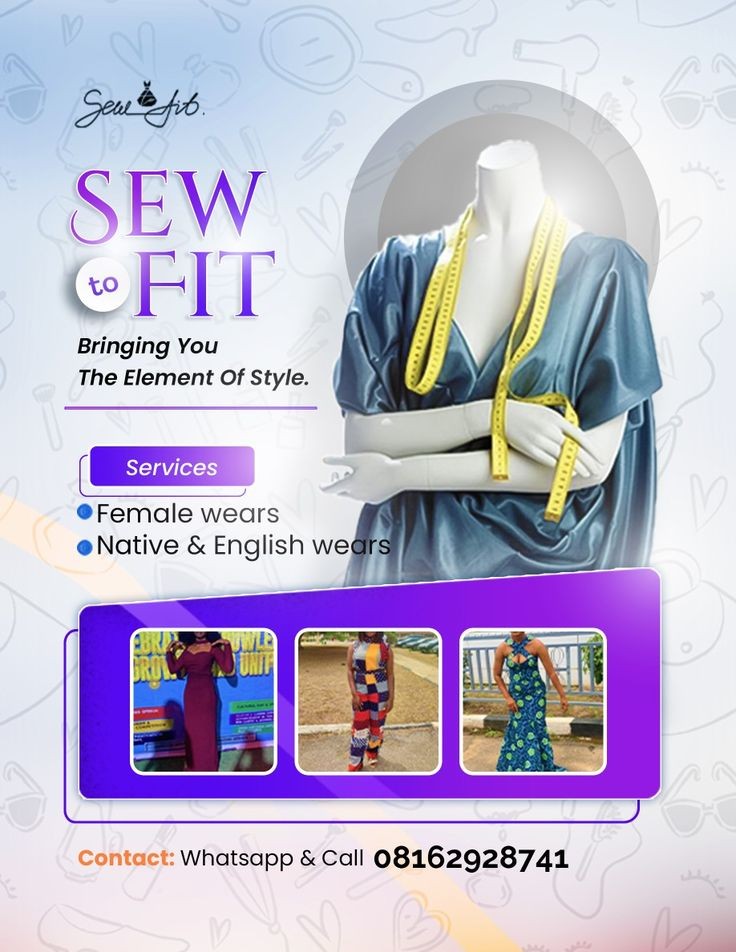 Sew Fit.
SEW
to FIT
Bringing You
The Element Of Style.
Services
Female wears
Native & English wears
Contact: Whatsapp & Call 08162928741